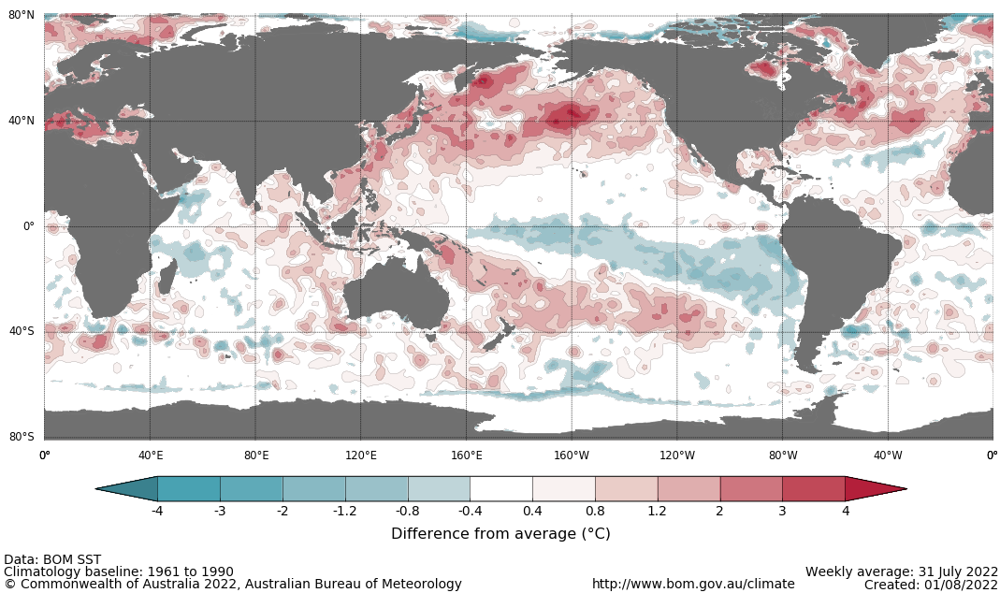 80°N
40°N
0°
40°S
80°S
0° 40°E 80°E 120°E 160°E 160°W 120°W 80°W 40°W 0°
-4 -3 -2 -1.2 -0.8 -0.4 0.4 0.8 1.2 2 3 4
Difference from average (°C)
Data: BOM SST
Climatology baseline: 1961 to 1990
© Commonwealth of Australia 2022, Australian Bureau of Meteorology
http://www.bom.gov.au/climate
Weekly average: 31 July 2022
Created: 01/08/2022